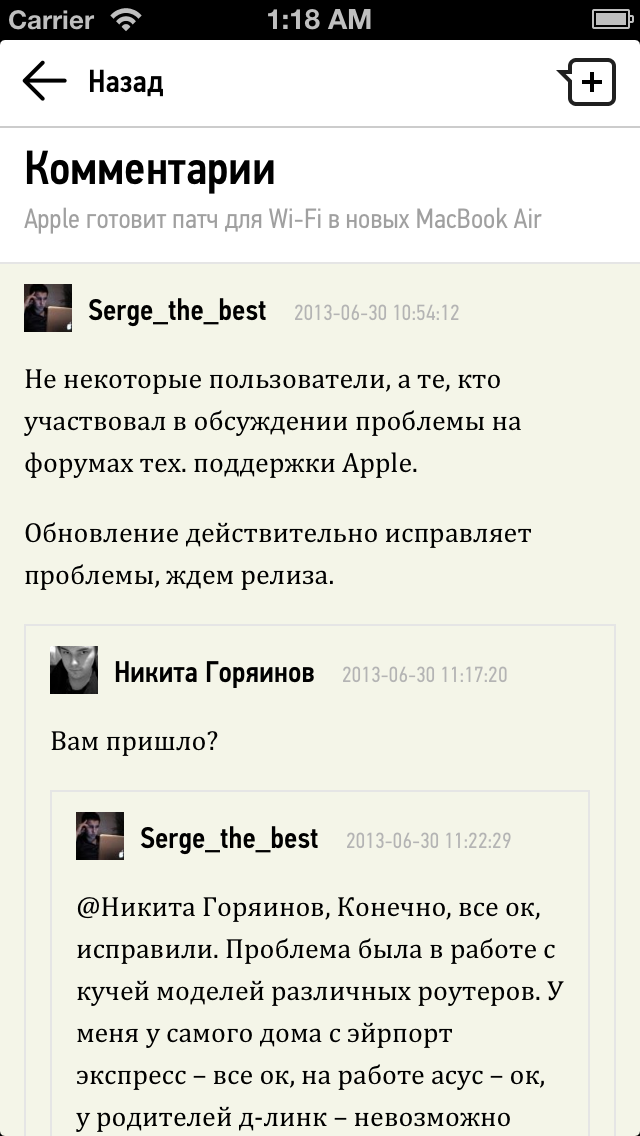 Carrier 1:18 AM
Назад
Комментарии
Apple готовит патч для Wi-Fi в новых MacBook Air
Serge_the_best 2013-06-30 10:54:12
Не некоторые пользователи, а те, кто
участвовал в обсуждении проблемы на
форумах тех. поддержки Apple.
Обновление действительно исправляет
проблемы, ждем релиза.
Никита Горяинов 2013-06-30 11:17:20
Вам пришло?
Serge_the_best 2013-06-30 11:22:29
@Никита Горяинов, Конечно, все ок,
исправили. Проблема была в работе с
кучей моделей различных роутеров. У
меня у самого дома с эйрпорт
экспресс – все ок, на работе асус – ок,
у родителей д-линк – невозможно